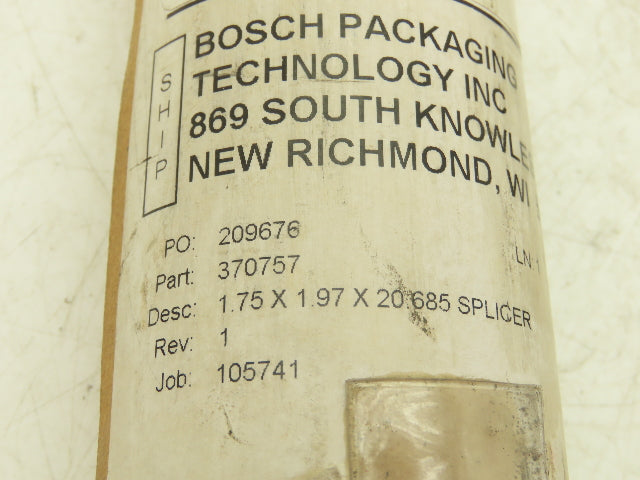 SHIP
BOSCH PACKAGING
TECHNOLOGY INC
869 SOUTH KNOWLE
NEW RICHMOND, WI
PO: 209676
LN: 1
Part: 370757
Desc: 1.75 X 1.97 X 20.685 SPLICER
Rev: 1
Job: 105741